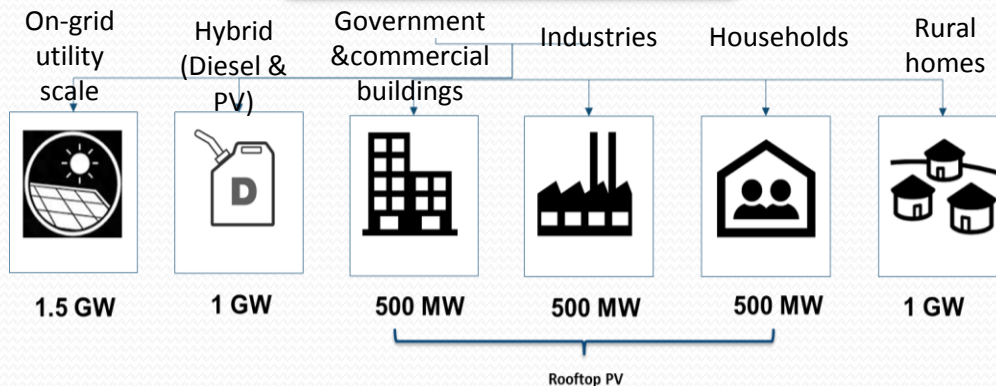 On-grid
utility
scale
Hybrid
(Diesel &
PV)
Government
&commercial
buildings
Industries
Households
Rural
homes
D
1.5 GW
1 GW
500 MW
500 MW
500 MW
1 GW
Rooftop PV